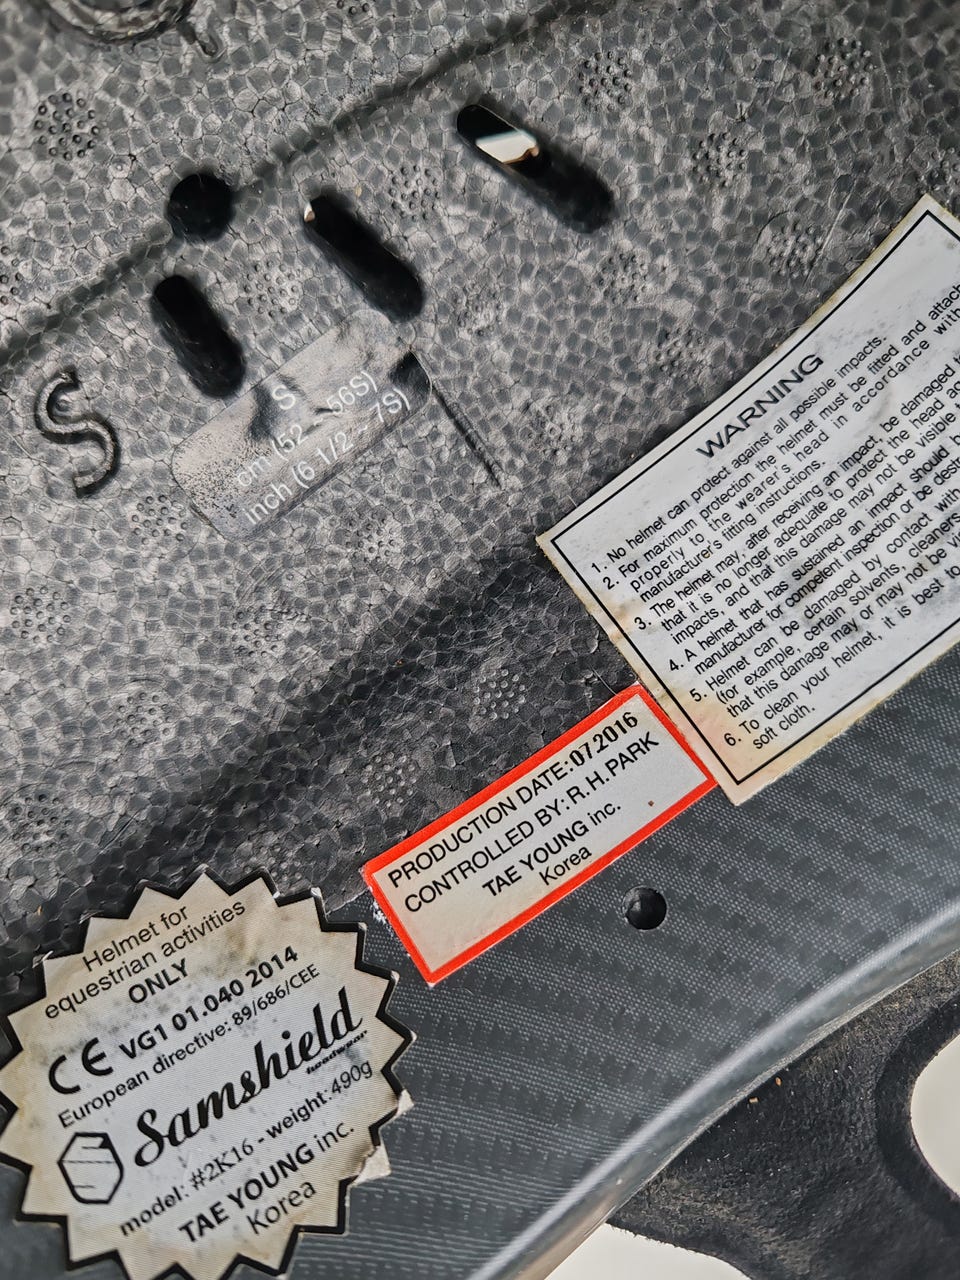 S
S
cm (52 ~ 56S)
inch (6 1/2 ~ 7S)
WARNING
1. No helmet can protect against all possible impacts.
2. For maximum protection the helmet must be fitted and attach
properly to the wearer's head in accordance with
manufacturer's fitting instructions.
3. The helmet may, after receiving an impact, be damaged
that it is no longer adequate to protect the head
impacts, and that this damage may not be visible
4. A helmet that has sustained an impact should
manufacturer for competent inspection or be
5. Helmet can be damaged by contact with
(for example, certain solvents, cleaners
that this damage may or may not be
6. To clean your helmet, it is best to
soft cloth.
PRODUCTION DATE:07.2016
CONTROLLED BY: R. H. PARK
TAE YOUNG inc.
Korea
Helmet for
equestrian activities
ONLY
CE VG1 01.040 2014
European directive: 89/686/CEE
Samshield
headwear
model: #2K16 - weight: 490g
TAE YOUNG inc.
Korea